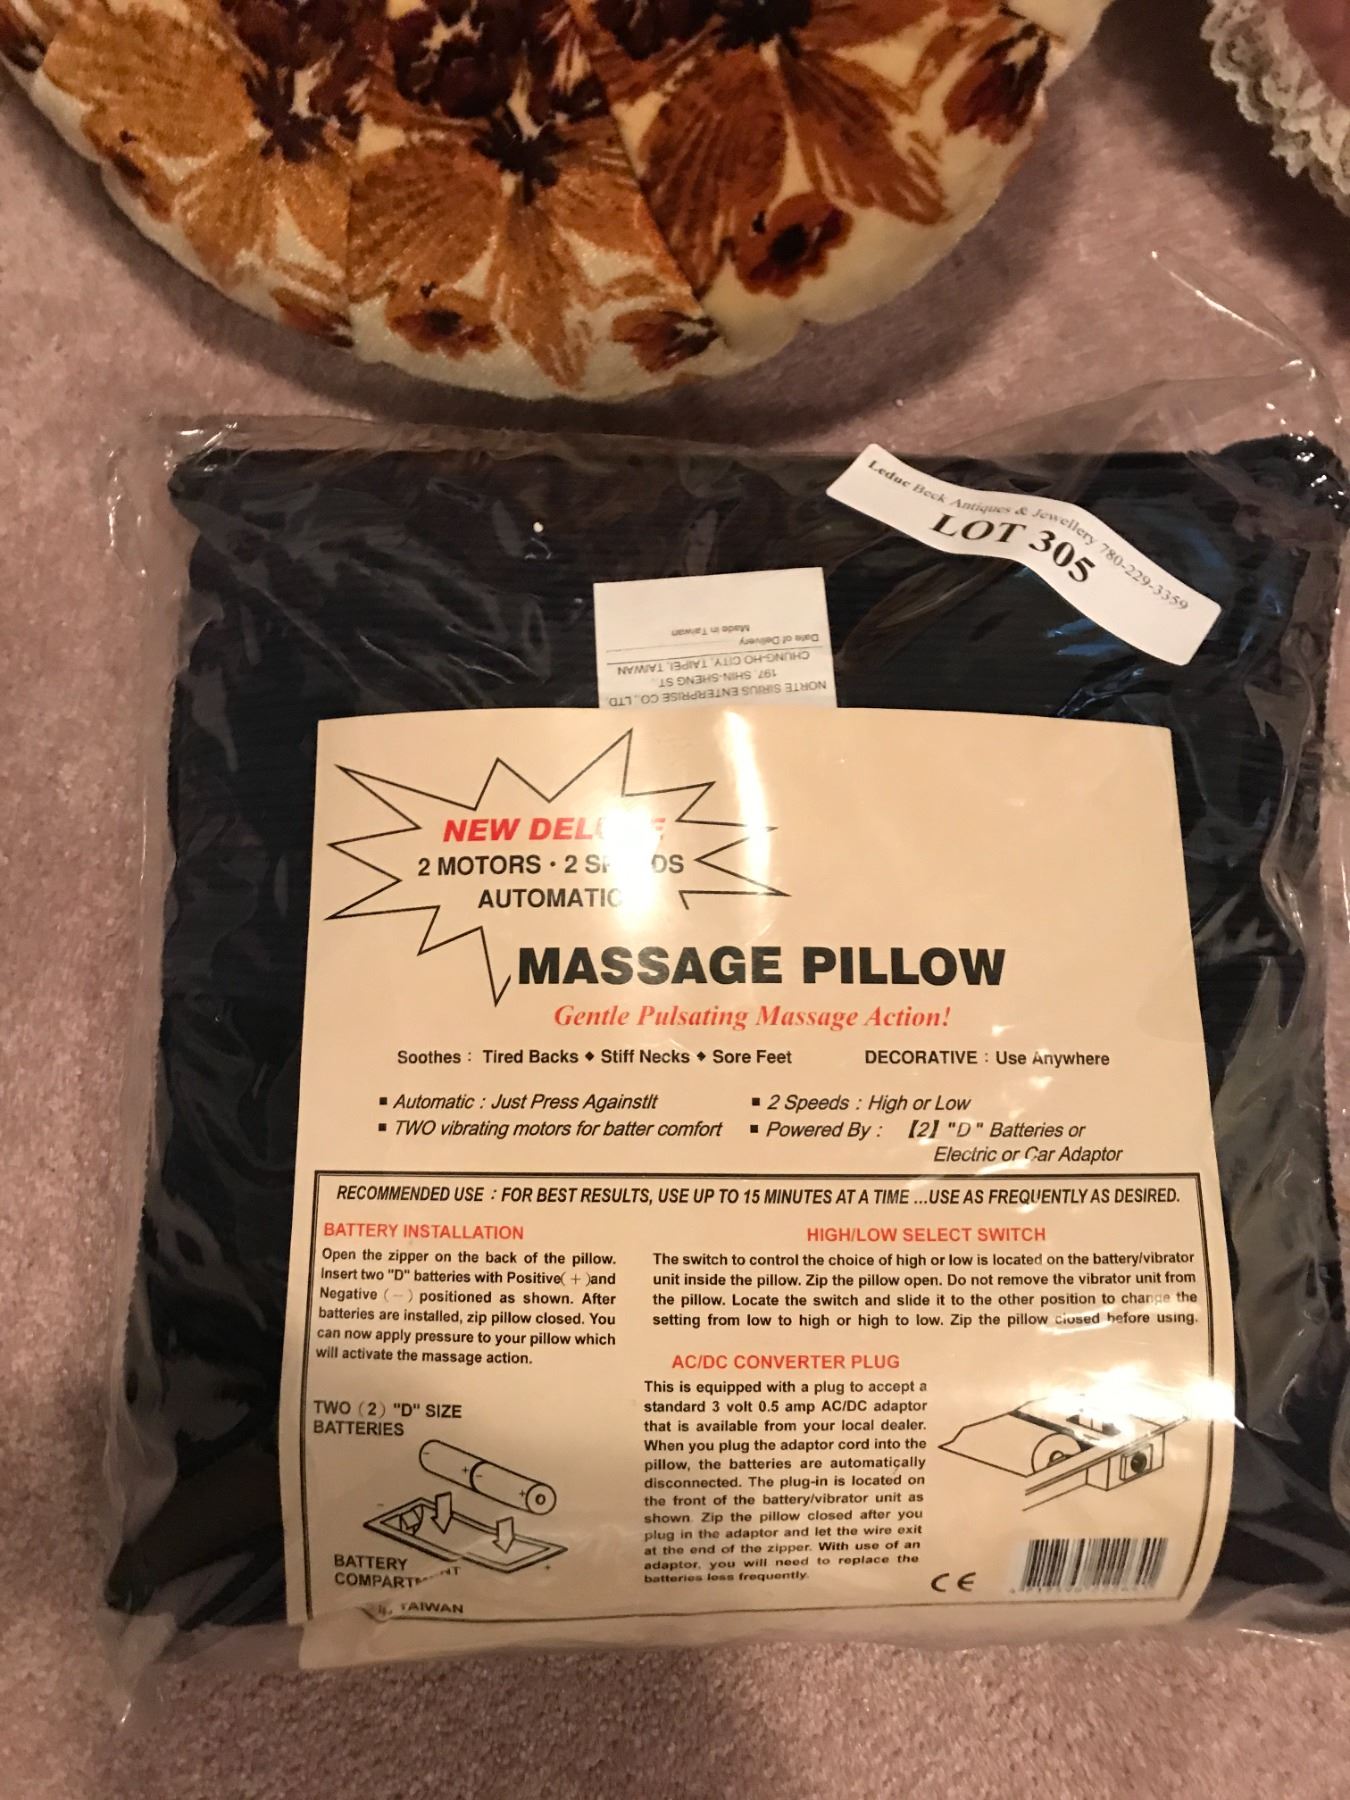 Leduc Beck Antiques & Jewellery 780-229-3359
LOT 305
NORTE SIRIUS ENTERPRISE CO., LTD.
197, SHIN-SHENG ST.
CHUNG-HO CITY, TAIPEI, TAIWAN
Date of Delivery
Made in Taiwan
NEW
2 MOTORS · 2
MASSAGE PILLOW
Gentle Pulsating Massage Action!
Soothes : Tired Backs ◆ Stiff Necks ◆ Sore Feet
DECORATIVE : Use Anywhere
▪ Automatic : Just Press AgainstIt
▪ TWO vibrating motors for batter comfort
▪ 2 Speeds : High or Low
▪ Powered By : 【2】 "D" Batteries or
Electric or Car Adaptor
RECOMMENDED USE : FOR BEST RESULTS, USE UP TO 15 MINUTES AT A TIME ...USE AS FREQUENTLY AS DESIRED.
BATTERY INSTALLATION
Open the zipper on the back of the pillow.
Insert two "D" batteries with Positive( + )and
Negative ( － ) positioned as shown. After
batteries are installed, zip pillow closed. You
can now apply pressure to your pillow which
will activate the massage action.
TWO (2) "D" SIZE
BATTERIES
BATTERY
TAIWAN
HIGH/LOW SELECT SWITCH
The switch to control the choice of high or low is located on the battery/vibrator
unit inside the pillow. Zip the pillow open. Do not remove the vibrator unit from
the pillow. Locate the switch and slide it to the other position to change the
setting from low to high or high to low. Zip the pillow closed before using.
AC/DC CONVERTER PLUG
This is equipped with a plug to accept a
standard 3 volt 0.5 amp AC/DC adaptor
that is available from your local dealer.
When you plug the adaptor cord into the
pillow, the batteries are automatically
disconnected. The plug-in is located on
the front of the battery/vibrator unit as
shown. Zip the pillow closed after you
plug in the adaptor and let the wire exit
at the end of the zipper. With use of an
adaptor, you will need to replace the
batteries less frequently.
CE